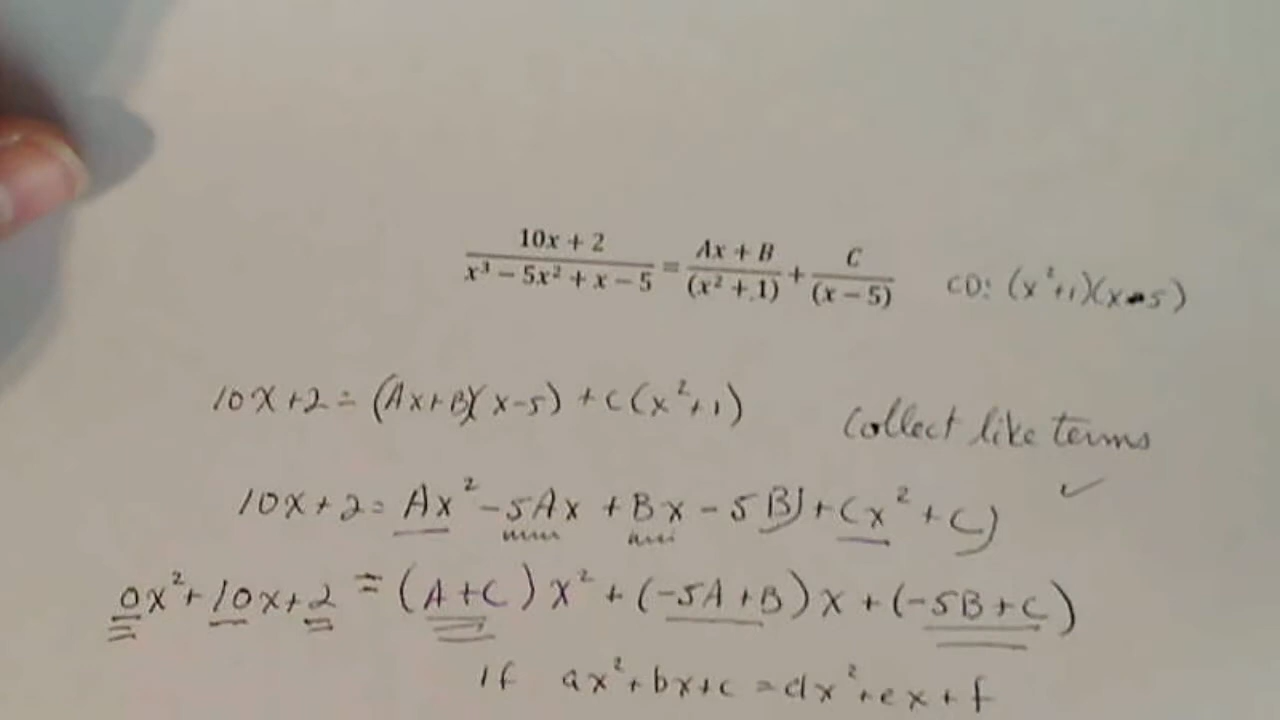 10x + 2 / x³ − 5x² + x − 5 = Ax + B / (x² + 1) + C / (x − 5) CD: (x²+1)(x-5)
10x+2 = (Ax+B)(x-5) + C(x²+1) Collect like terms
10x+2 = Ax² - 5Ax + Bx - 5B + Cx² + C ✓
0x² + 10x + 2 = (A+C)x² + (-5A+B)x + (-5B+C)
If ax²+bx+c = dx²+ex+f